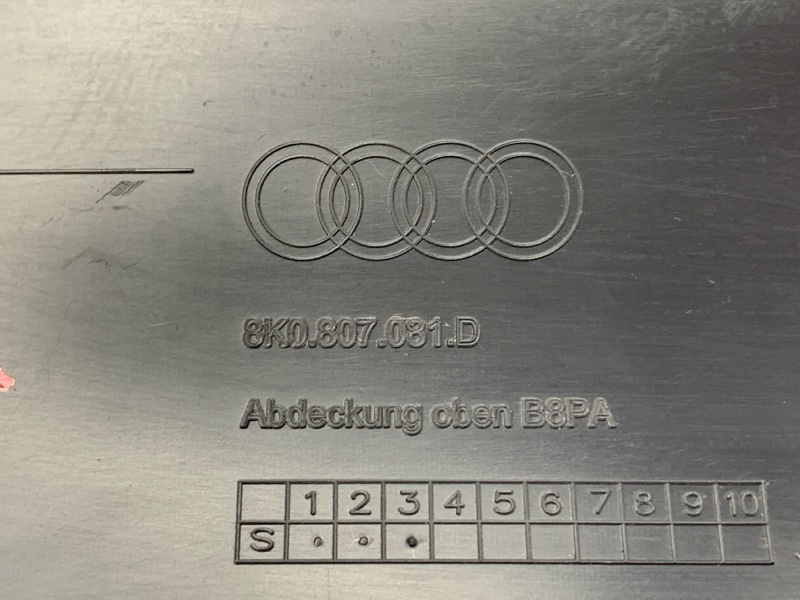 8K0.807.081.D
Abdeckung oben B8PA
1 2 3 4 5 6 7 8 9 10
S